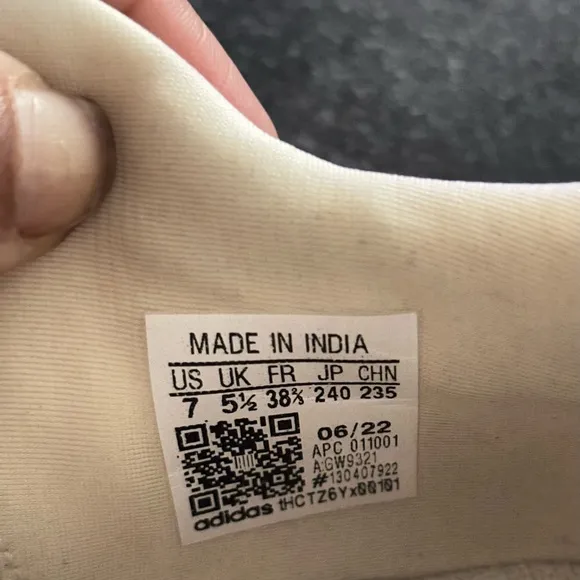 MADE IN INDIA
US UK FR JP CHN
7 5½ 38⅔ 240 235
06/22
APC 011001
A:GW9321
#130407922
adidas tHCTZ6Yx00101